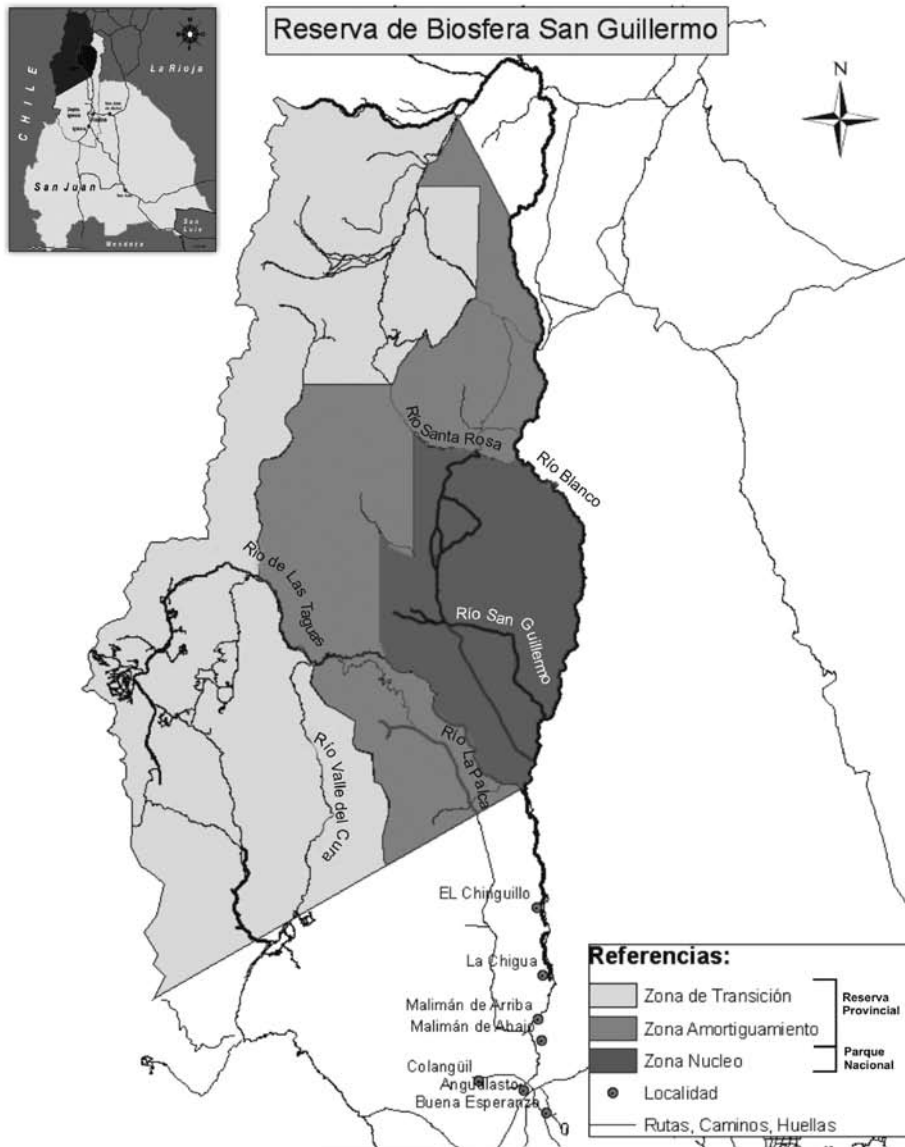 Reserva de Biosfera San Guillermo
CHILE
La Rioja
San Juan
San Luis
Mendoza
N
Río Santa Rosa
Río Blanco
Río de Las Taguas
Río San Guillermo
Río La Palca
Río Valle del Cura
EL Chinguillo
La Chigua
Malimán de Arriba
Malimán de Abajo
Colangüil
Angualasto
Buena Esperanza
Referencias:
Zona de Transición
Zona Amortiguamiento
Reserva
Provincial
Zona Nucleo
Parque
Nacional
Localidad
Rutas, Caminos, Huellas